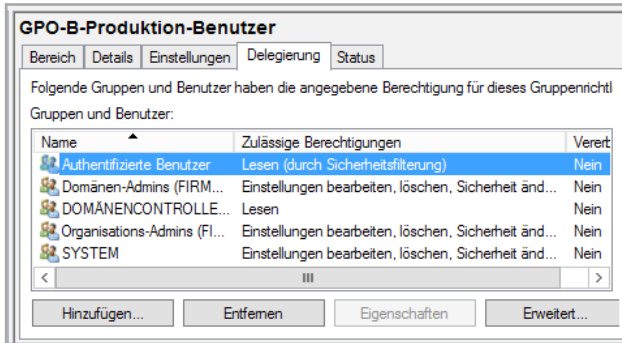 GPO-B-Produktion-Benutzer
Bereich Details Einstellungen Delegierung Status
Folgende Gruppen und Benutzer haben die angegebene Berechtigung für dieses Gruppenrichtl
Gruppen und Benutzer:
Name Zulässige Berechtigungen Vererb
Authentifizierte Benutzer Lesen (durch Sicherheitsfilterung) Nein
Domänen-Admins (FIRM... Einstellungen bearbeiten, löschen, Sicherheit änd... Nein
DOMÄNENCONTROLLE... Lesen Nein
Organisations-Admins (FI... Einstellungen bearbeiten, löschen, Sicherheit änd... Nein
SYSTEM Einstellungen bearbeiten, löschen, Sicherheit änd... Nein
Hinzufügen... Entfernen Eigenschaften Erweitert...